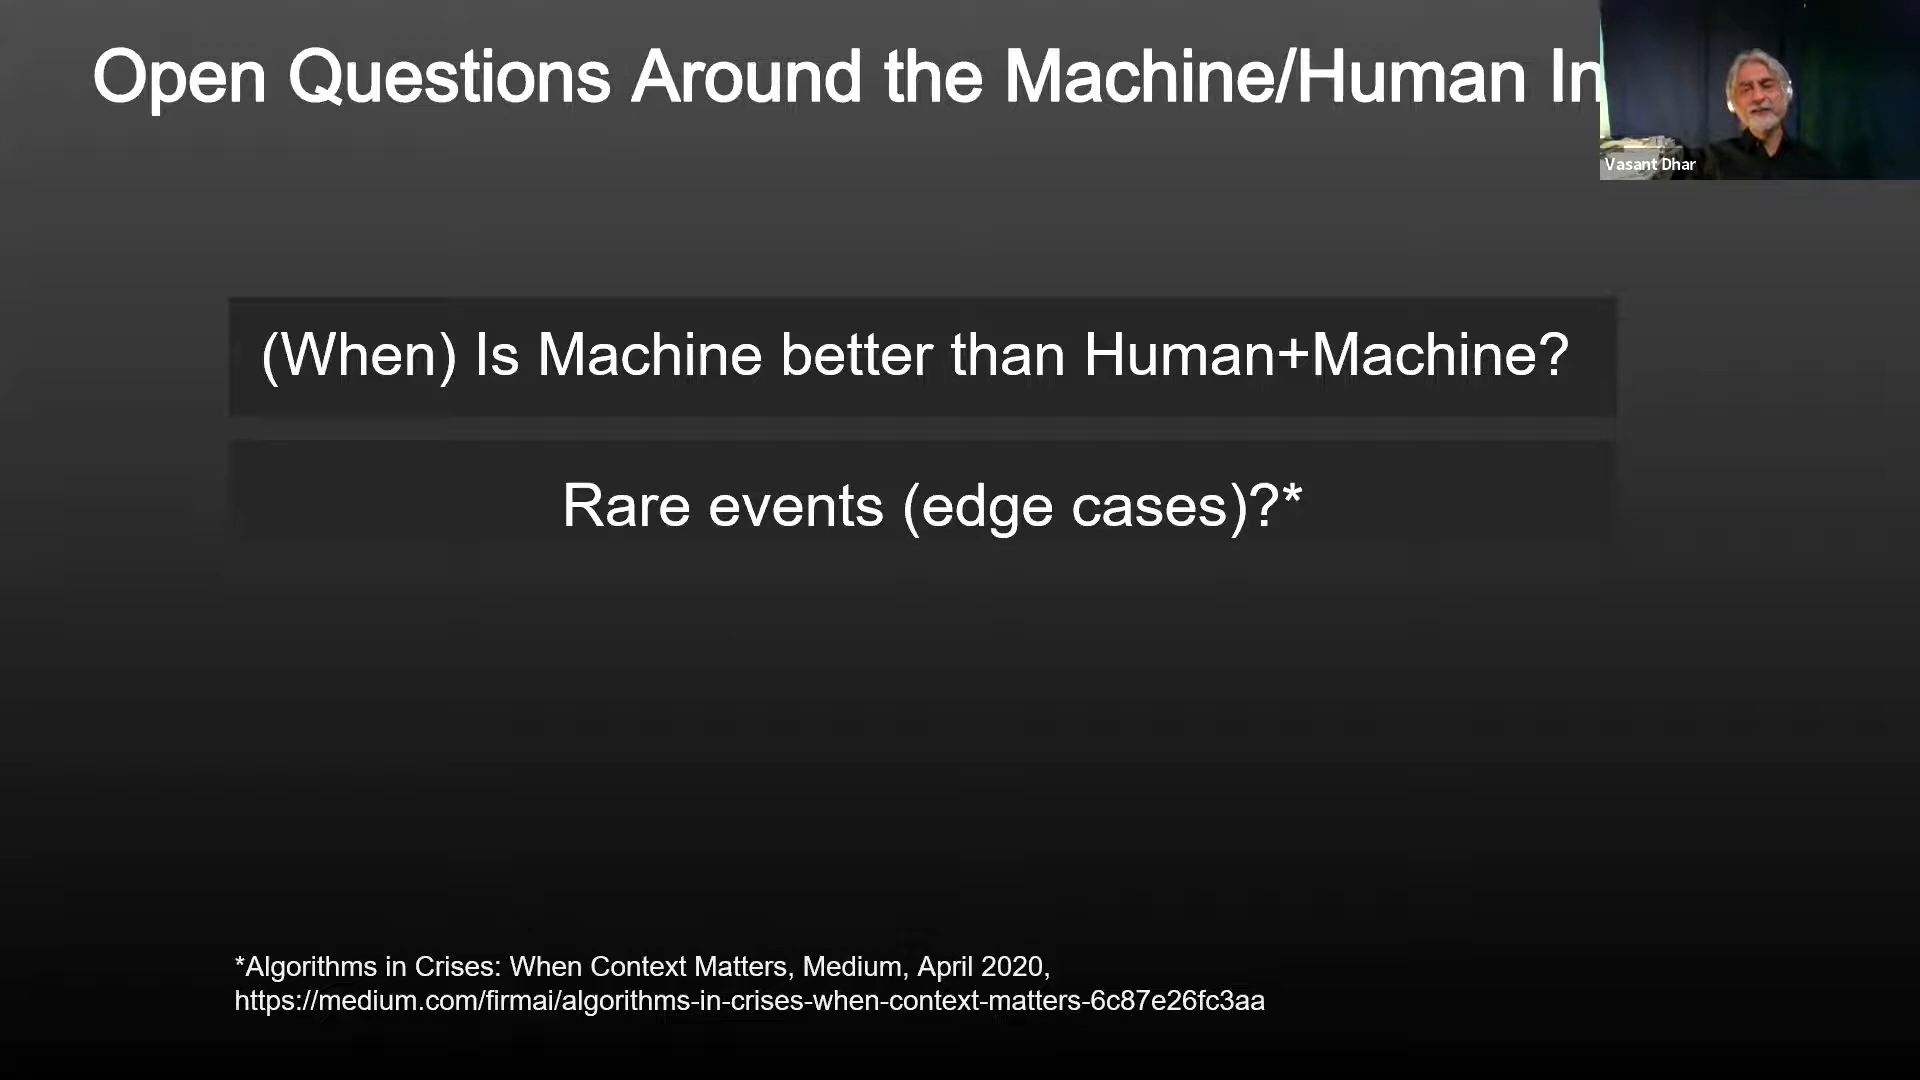 Open Questions Around the Machine/Human In
Vasant Dhar
(When) Is Machine better than Human+Machine?
Rare events (edge cases)?*
*Algorithms in Crises: When Context Matters, Medium, April 2020,
https://medium.com/firmai/algorithms-in-crises-when-context-matters-6c87e26fc3aa